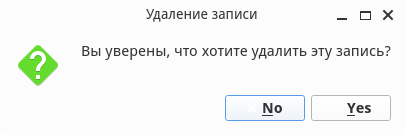 Удаление записи
Вы уверены, что хотите удалить эту запись?
No
Yes